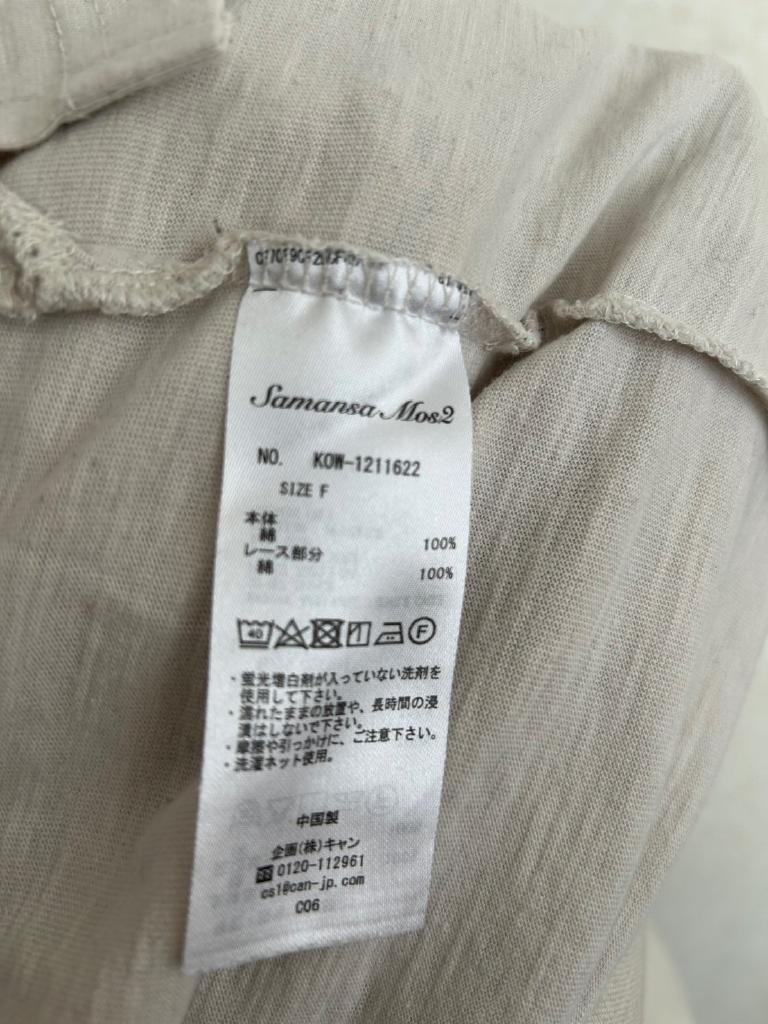 Samansa Mos2
NO. KOW-1211622
SIZE F
本体
綿 100%
レース部分
綿 100%
40
F
・蛍光増白剤が入っていない洗剤を
使用して下さい。
・濡れたままの放置や、長時間の浸
漬はしないで下さい。
・摩擦や引っかけに、ご注意下さい。
・洗濯ネット使用。
中国製
企画(株)キャン
0120-112961
cs1@can-jp.com
C06